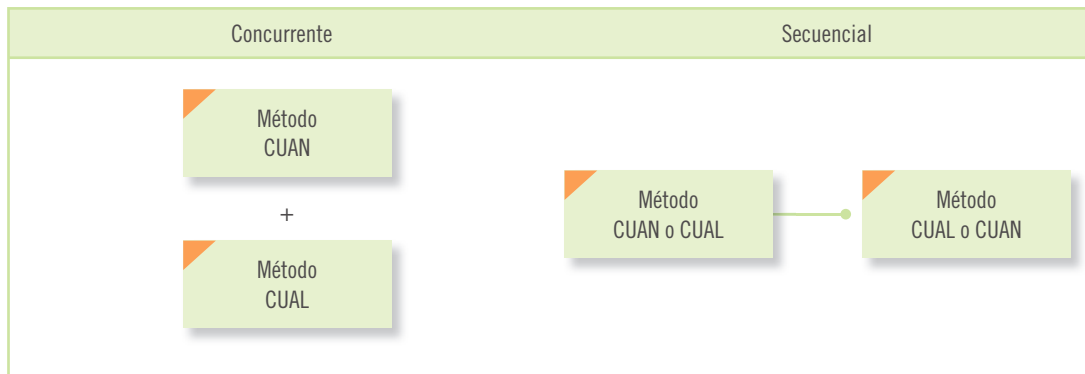 Concurrente
Secuencial
Método
CUAN
+
Método
CUAL
Método
CUAN o CUAL
Método
CUAL o CUAN